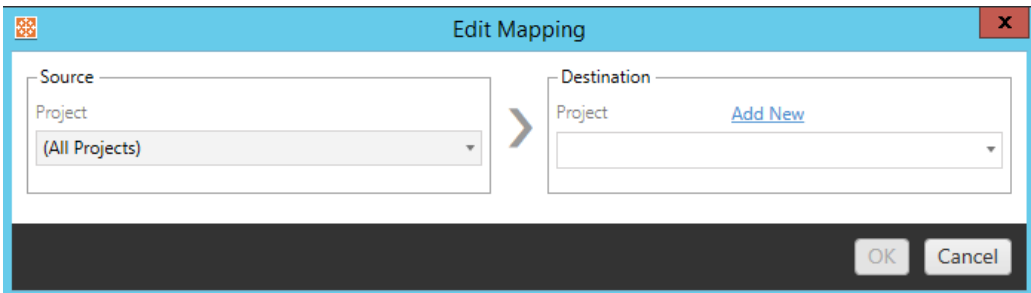 Edit Mapping
x
Source
Project
(All Projects)
Destination
Project Add New
OK Cancel